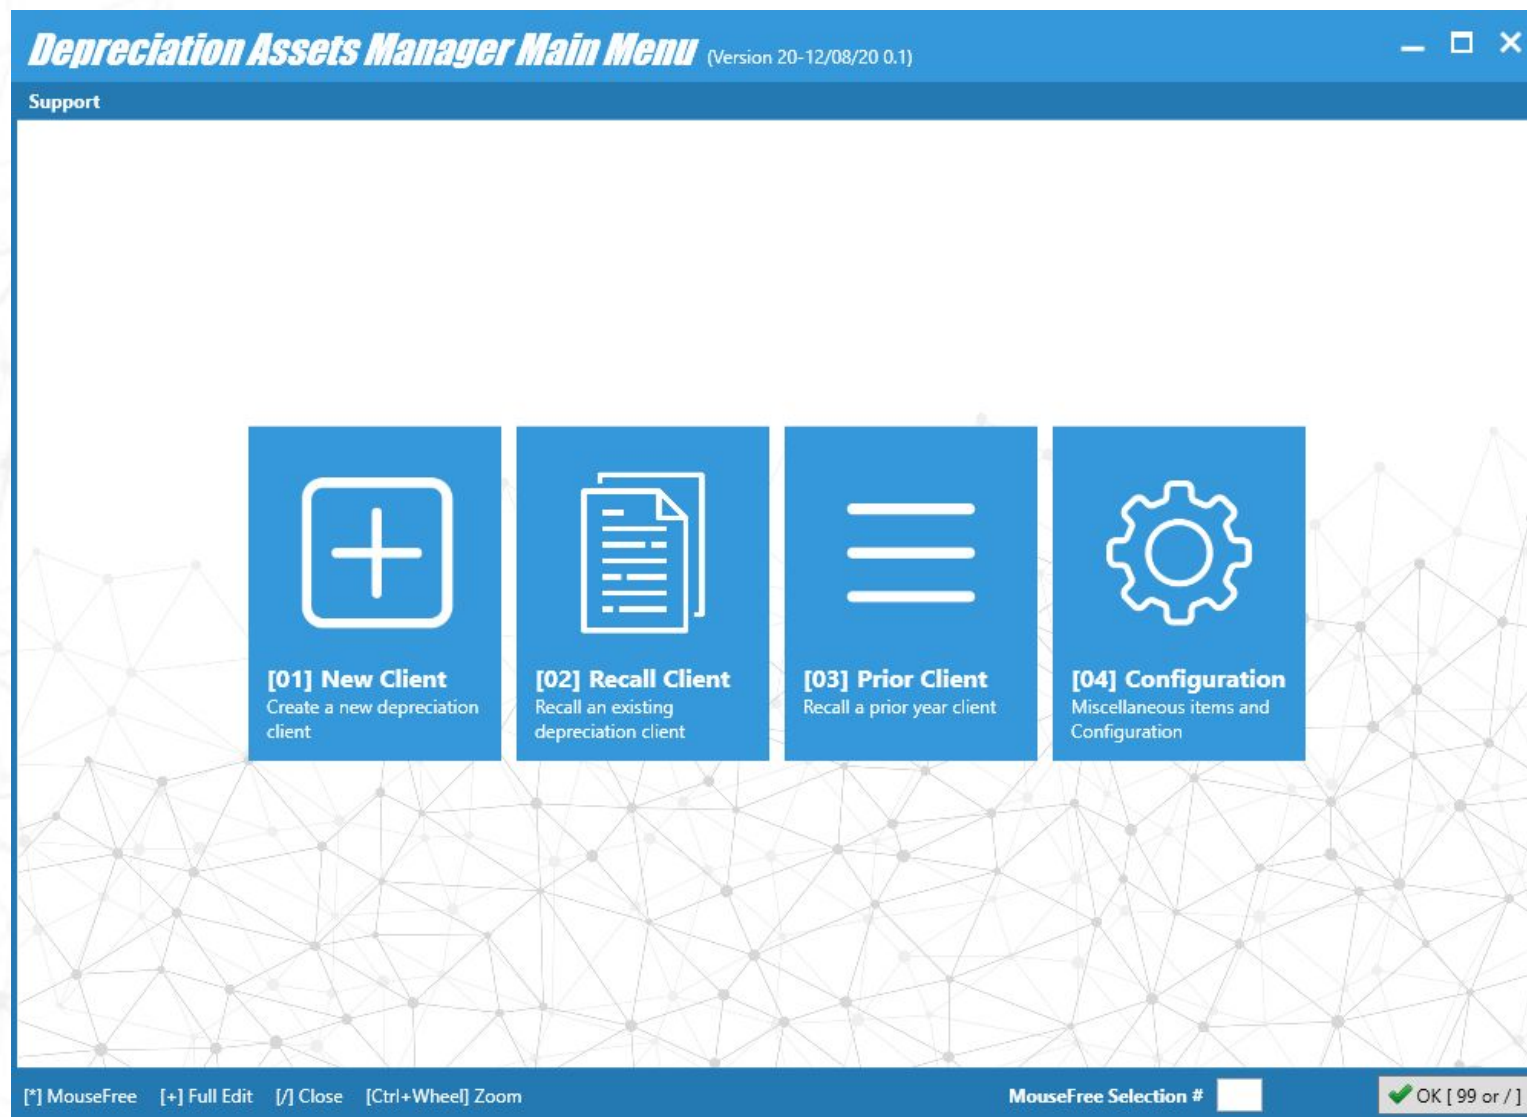 Depreciation Assets Manager Main Menu (Version 20-12/08/20 0.1)
Support
[01] New Client
Create a new depreciation
client
[02] Recall Client
Recall an existing
depreciation client
[03] Prior Client
Recall a prior year client
[04] Configuration
Miscellaneous items and
Configuration
[*] MouseFree [+] Full Edit [/] Close [Ctrl+Wheel] Zoom MouseFree Selection # OK [ 99 or / ]